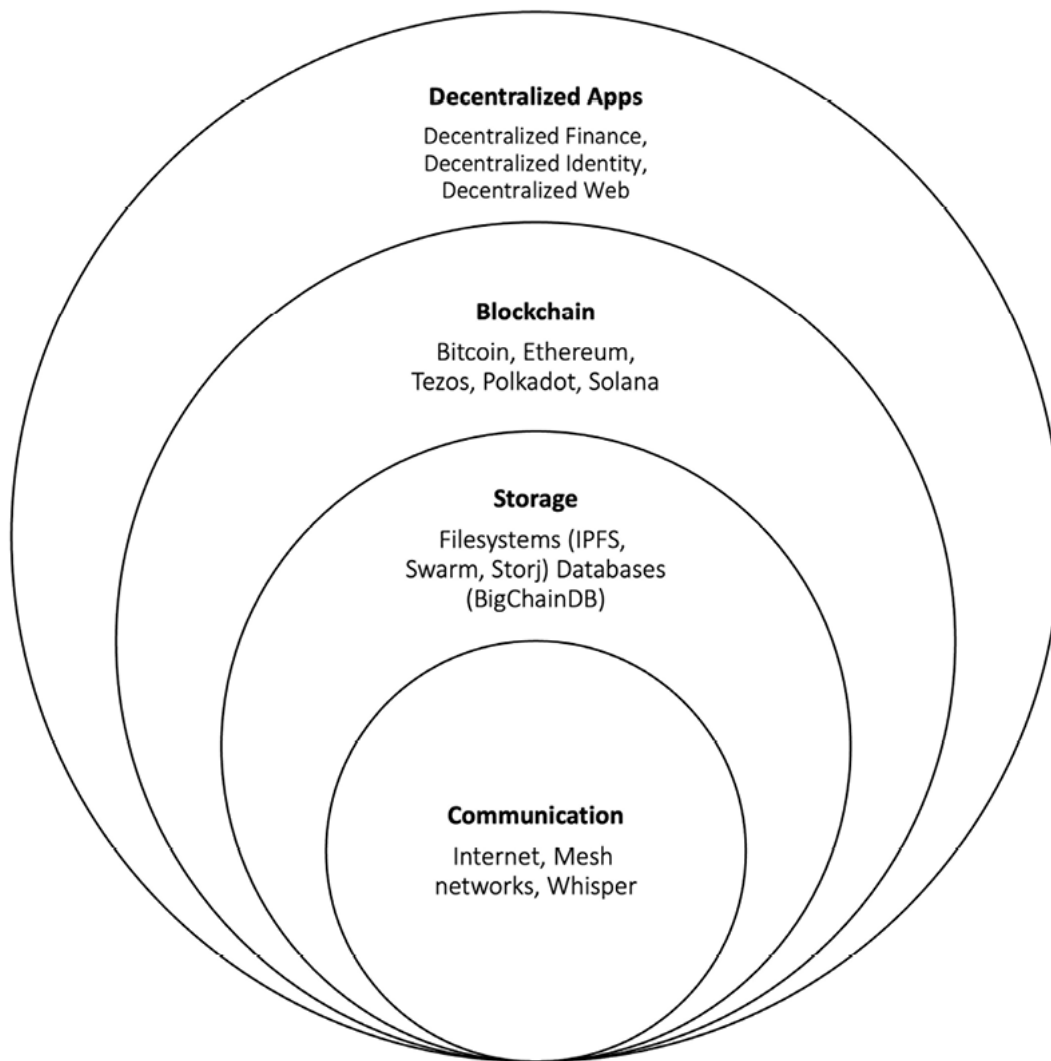 Decentralized Apps
Decentralized Finance,
Decentralized Identity,
Decentralized Web
Blockchain
Bitcoin, Ethereum,
Tezos, Polkadot, Solana
Storage
Filesystems (IPFS,
Swarm, Storj) Databases
(BigChainDB)
Communication
Internet, Mesh
networks, Whisper